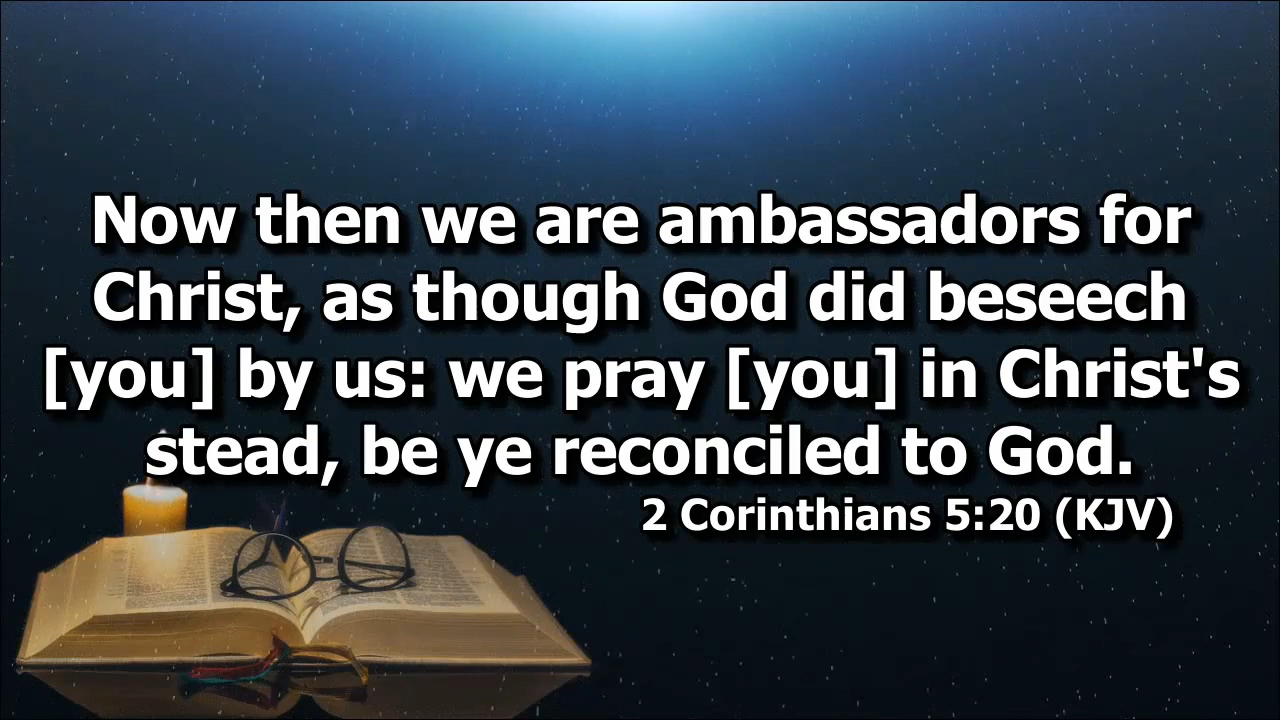 Now then we are ambassadors for
Christ, as though God did beseech
[you] by us: we pray [you] in Christ's
stead, be ye reconciled to God.
2 Corinthians 5:20 (KJV)